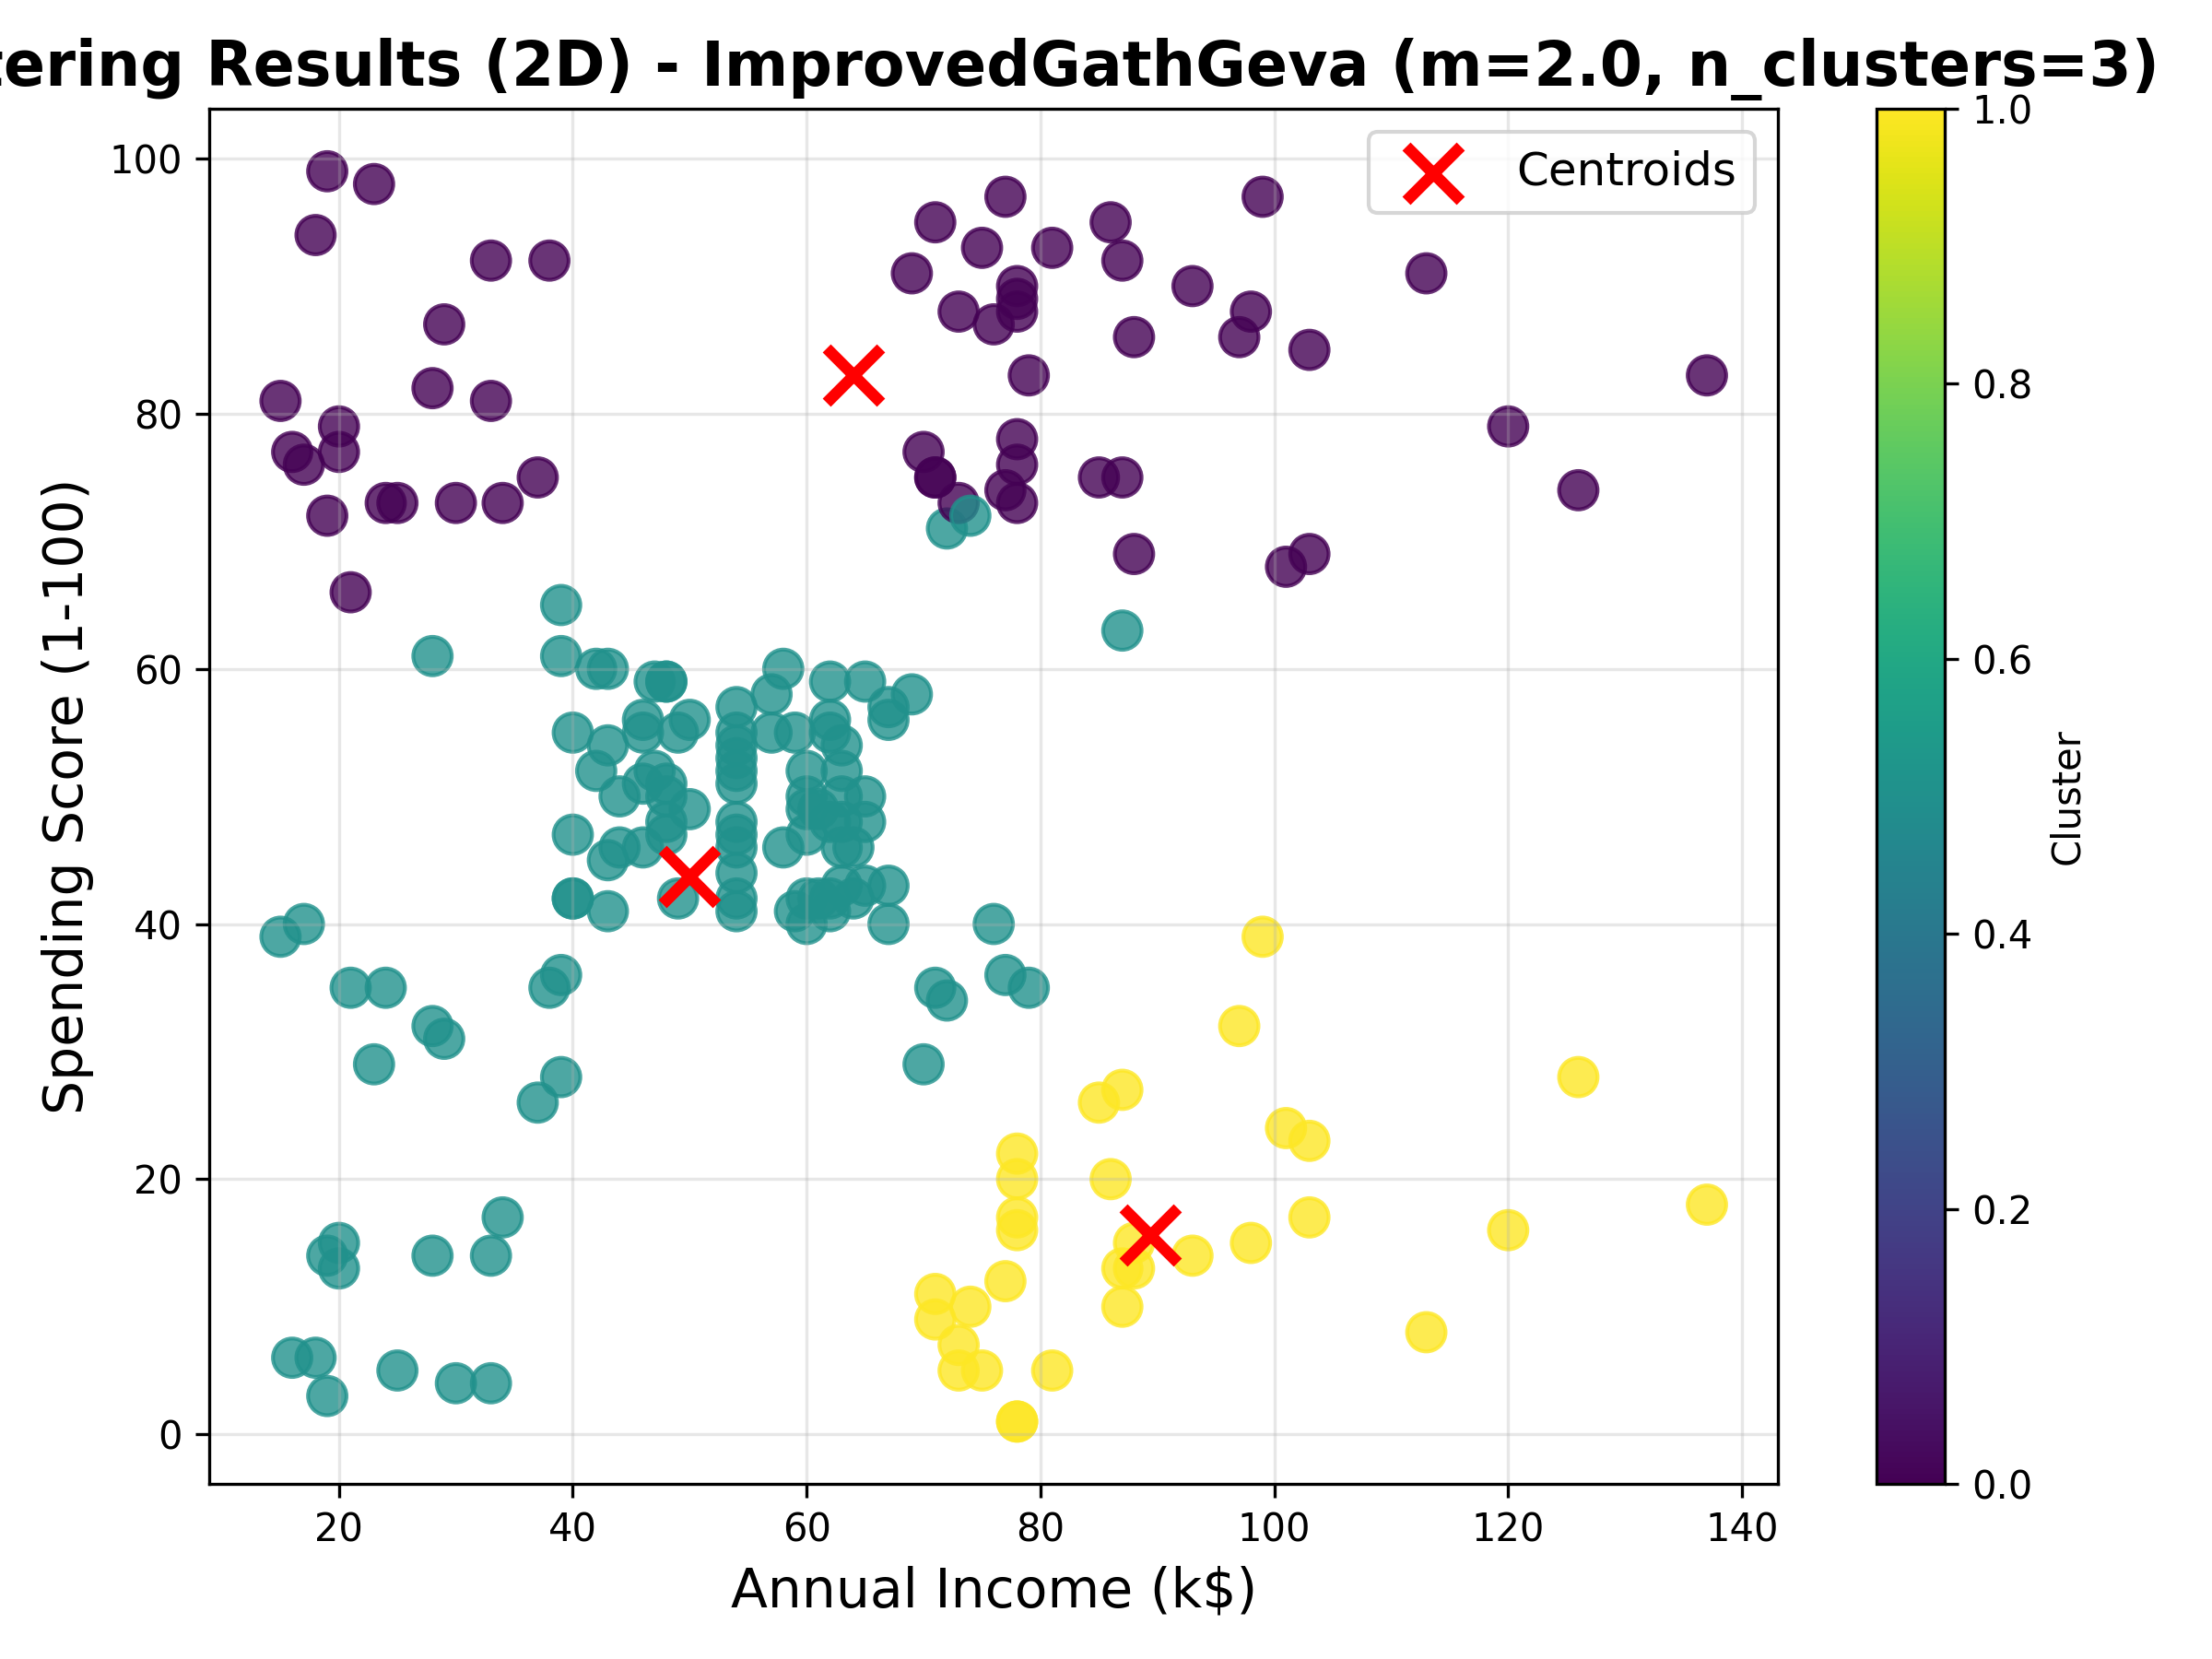 tering Results (2D) - ImprovedGathGeva (m=2.0, n_clusters=3)
Centroids
100
80
60
40
20
0
Spending Score (1-100)
20 40 60 80 100 120 140
Annual Income (k$)
1.0
0.8
0.6
0.4
0.2
0.0
Cluster